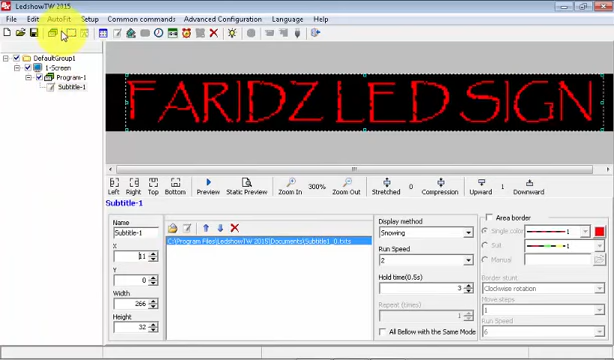 LedshowTW 2015
File Edit AutoFit Setup Common commands Advanced Configuration Language Help
DefaultGroup1
1-Screen
Program-1
Subtitle-1
FARIDZ LED SIGN
Left Right Top Bottom Preview Static Preview Zoom In 300% Zoom Out Stretched 0 Compression Upward 1 Downward
Subtitle-1
Name
Subtitle-1
X
11
Y
0
Width
266
Height
32
C:\Program Files\LedshowTW 2015\Documents\Subtitle1_0.txts
Display method
Snowing
Run Speed
2
Hold time(0.5s)
3
Repeat (times)
1
All Bellow with the Same Mode
Area border
Single color 1
Suit 1
Manual
Border stunt
Clockwise rotation
Move steps
1
Run Speed
6